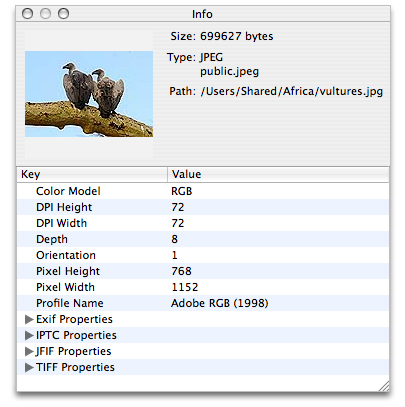 Info
Size: 699627 bytes
Type: JPEG
public.jpeg
Path: /Users/Shared/Africa/vultures.jpg
Key Value
Color Model RGB
DPI Height 72
DPI Width 72
Depth 8
Orientation 1
Pixel Height 768
Pixel Width 1152
Profile Name Adobe RGB (1998)
Exif Properties
IPTC Properties
JFIF Properties
TIFF Properties